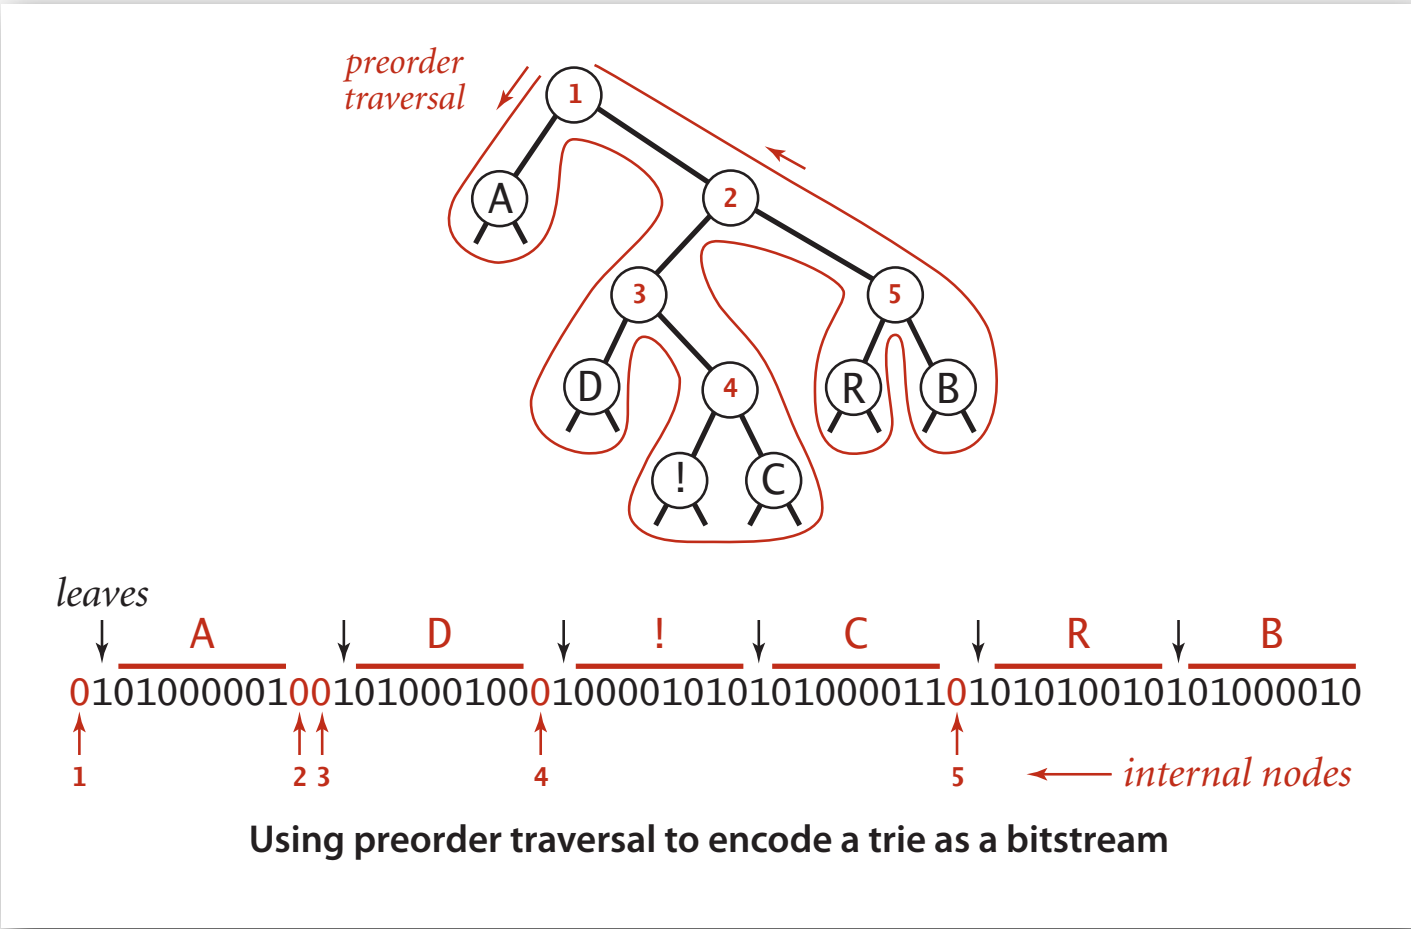 preorder
traversal
1
A
2
3
5
D
4
R
B
!
C
leaves
A D ! C R B
01010000010010100010001000010101010000110101010010101000010
1 2 3 4 5 internal nodes
Using preorder traversal to encode a trie as a bitstream